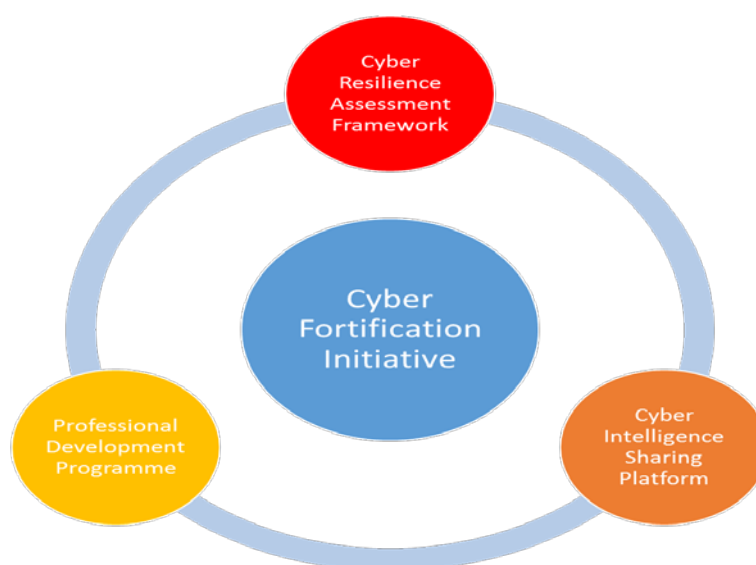 Cyber
Resilience
Assessment
Framework
Cyber
Fortification
Initiative
Professional
Development
Programme
Cyber
Intelligence
Sharing
Platform